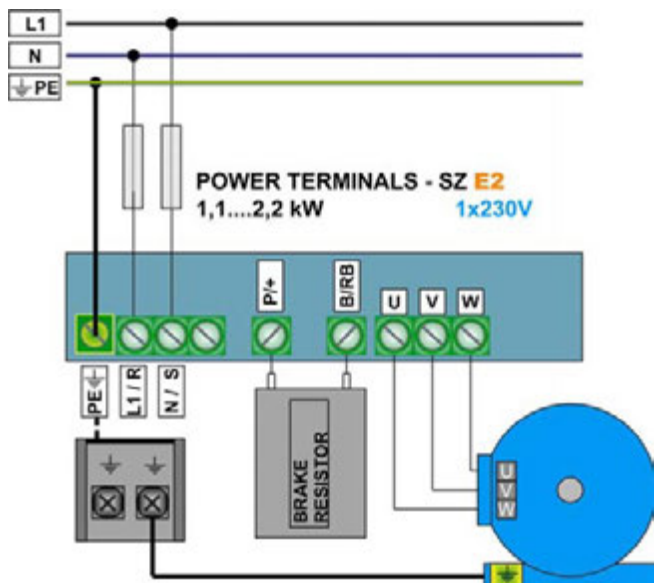 L1
N
PE
POWER TERMINALS - SZ E2
1,1....2,2 kW 1x230V
P/+
B/RB
U
V
W
PE
L1 / R
N / S
BRAKE
RESISTOR
U
V
W